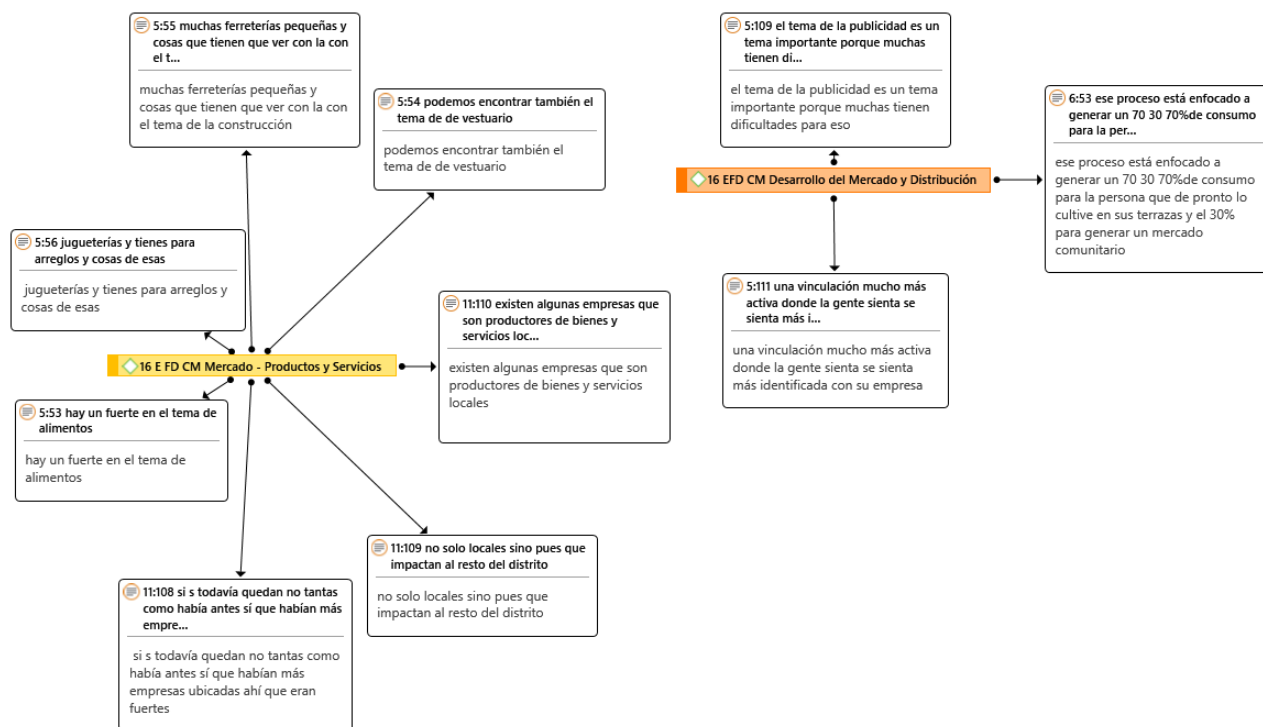 5:55 muchas ferreterías pequeñas y
cosas que tienen que ver con la con
el t...
muchas ferreterías pequeñas y
cosas que tienen que ver con la con
el tema de la construcción
5:54 podemos encontrar también el
tema de de vestuario
podemos encontrar también el
tema de de vestuario
5:56 jugueterías y tienes para
arreglos y cosas de esas
jugueterías y tienes para arreglos y
cosas de esas
11:110 existen algunas empresas que
son productores de bienes y
servicios loc...
existen algunas empresas que son
productores de bienes y servicios
locales
16 E FD CM Mercado - Productos y Servicios
5:53 hay un fuerte en el tema de
alimentos
hay un fuerte en el tema de
alimentos
11:109 no solo locales sino pues que
impactan al resto del distrito
no solo locales sino pues que
impactan al resto del distrito
11:108 si s todavía quedan no tantas
como había antes sí que habían más
empre...
si s todavía quedan no tantas como
había antes sí que habían más
empresas ubicadas ahí que eran
fuertes
5:109 el tema de la publicidad es un
tema importante porque muchas
tienen di...
el tema de la publicidad es un tema
importante porque muchas tienen
dificultades para eso
6:53 ese proceso está enfocado a
generar un 70 30 70%de consumo
para la per...
ese proceso está enfocado a
generar un 70 30 70%de consumo
para la persona que de pronto lo
cultive en sus terrazas y el 30%
para generar un mercado
comunitario
16 EFD CM Desarrollo del Mercado y Distribución
5:111 una vinculación mucho más
activa donde la gente sienta se
sienta más i...
una vinculación mucho más activa
donde la gente sienta se sienta
más identificada con su empresa